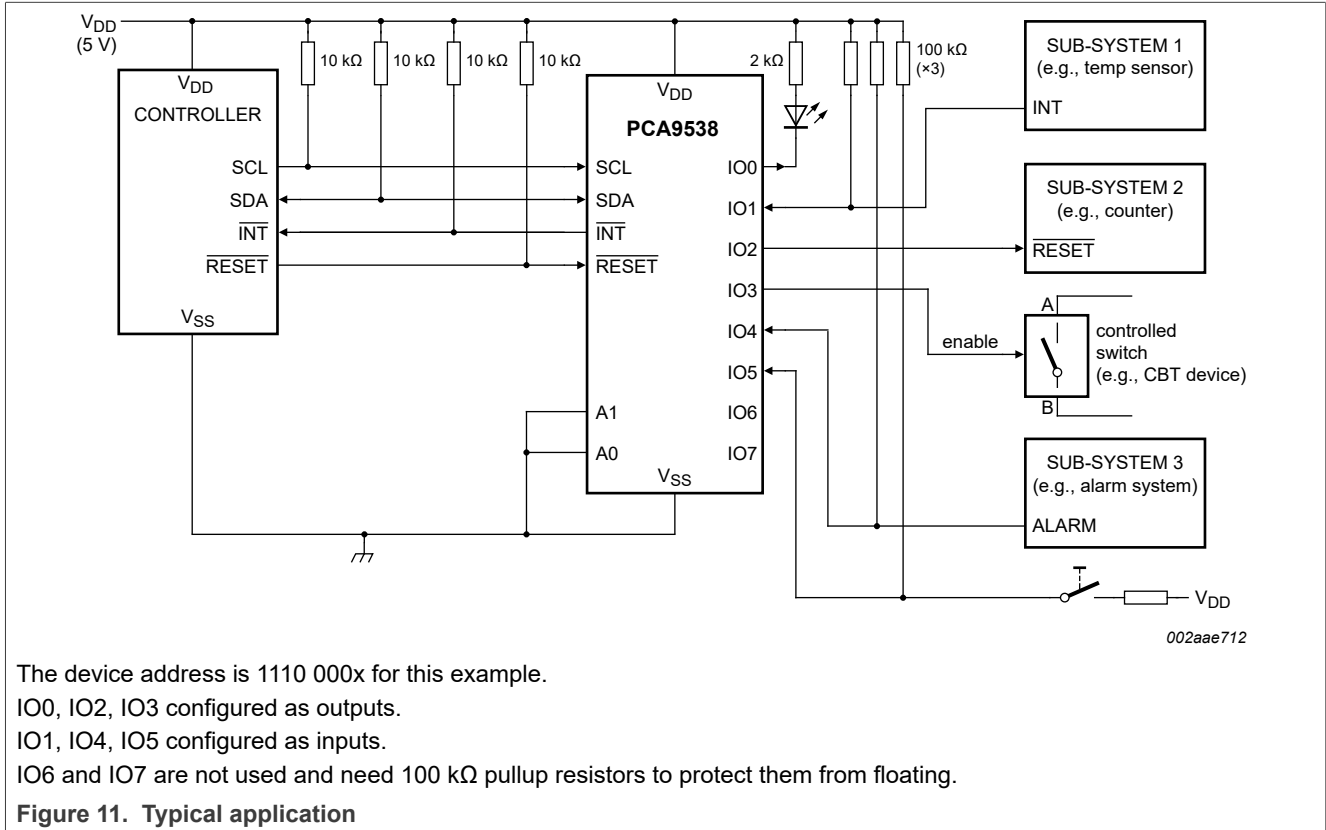 VDD
(5 V)
10 kΩ
10 kΩ
10 kΩ
10 kΩ
2 kΩ
100 kΩ
(×3)
VDD
CONTROLLER
SCL
SDA
INT
RESET
VSS
VDD
PCA9538
SCL
SDA
INT
RESET
A1
A0
VSS
IO0
IO1
IO2
IO3
IO4
IO5
IO6
IO7
SUB-SYSTEM 1
(e.g., temp sensor)
INT
SUB-SYSTEM 2
(e.g., counter)
RESET
enable
A
B
controlled
switch
(e.g., CBT device)
SUB-SYSTEM 3
(e.g., alarm system)
ALARM
VDD
002aae712
The device address is 1110 000x for this example.
IO0, IO2, IO3 configured as outputs.
IO1, IO4, IO5 configured as inputs.
IO6 and IO7 are not used and need 100 kΩ pullup resistors to protect them from floating.
Figure 11. Typical application